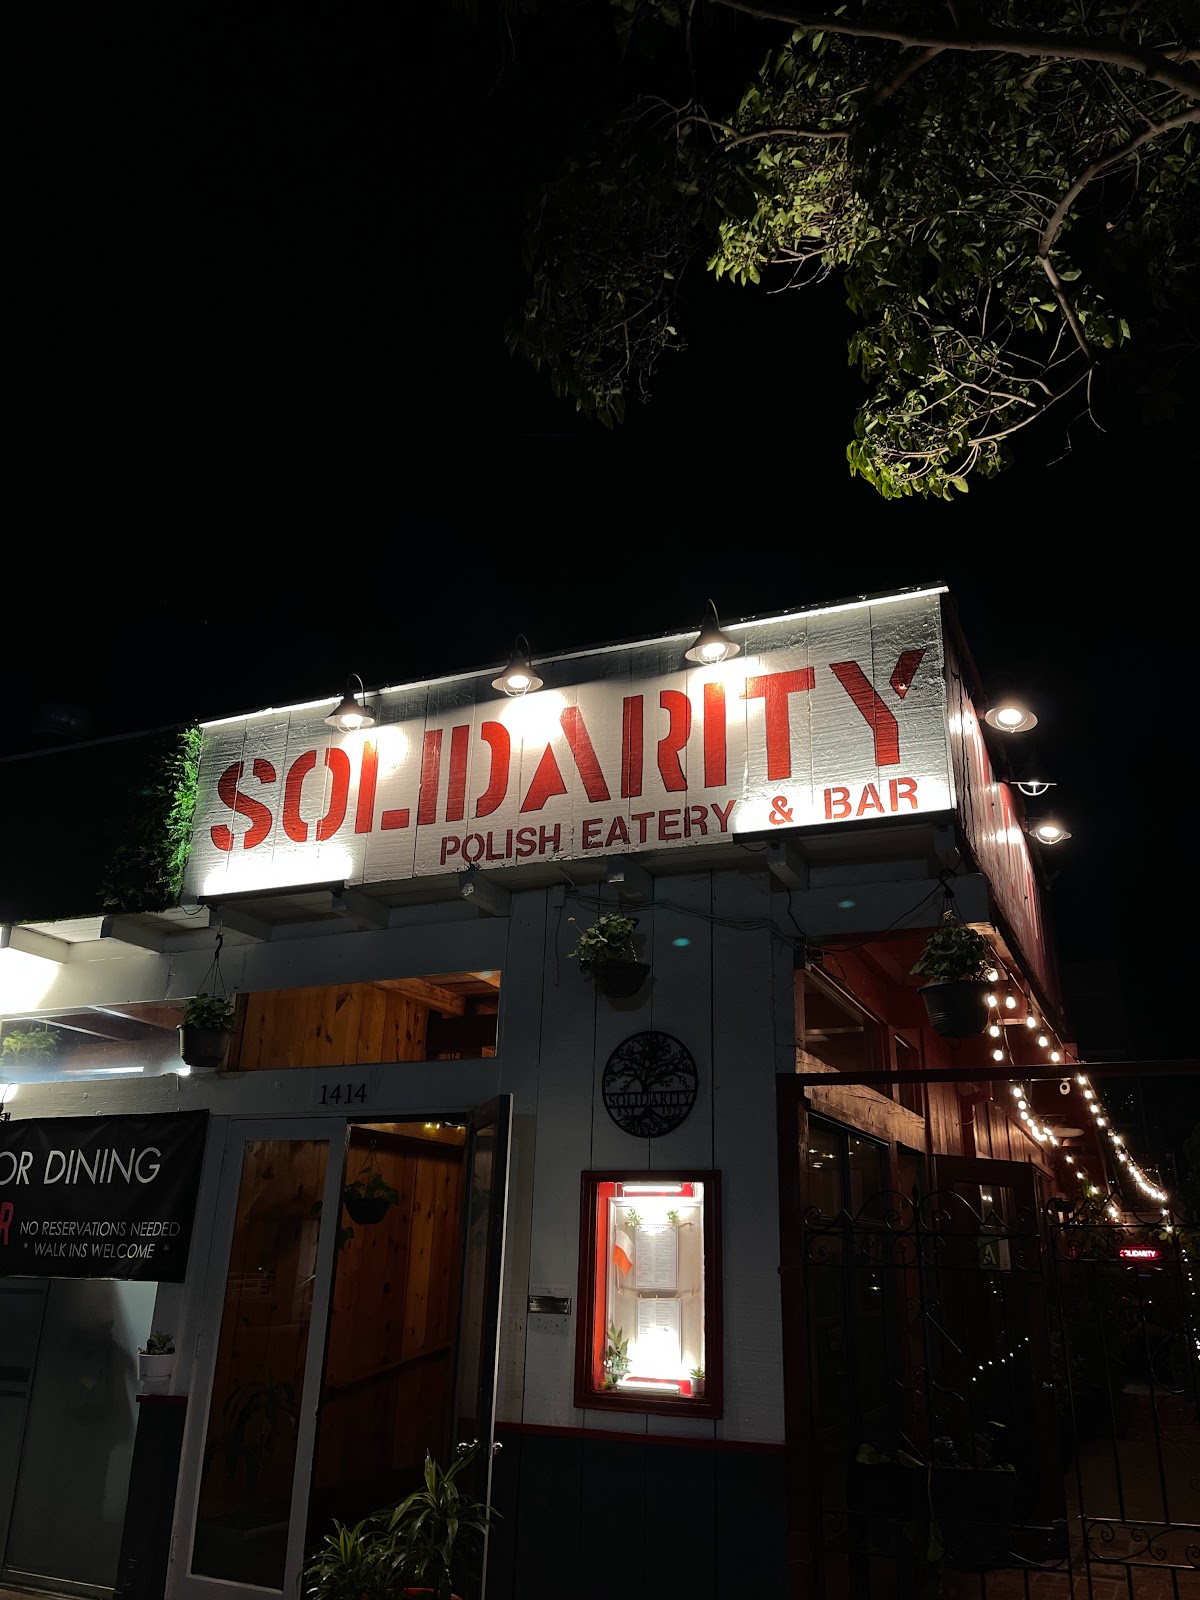 SOLIDARITY
POLISH EATERY & BAR
1414
SOLIDARITY
OR DINING
R NO RESERVATIONS NEEDED
* WALK INS WELCOME *
SOLIDARITY
A